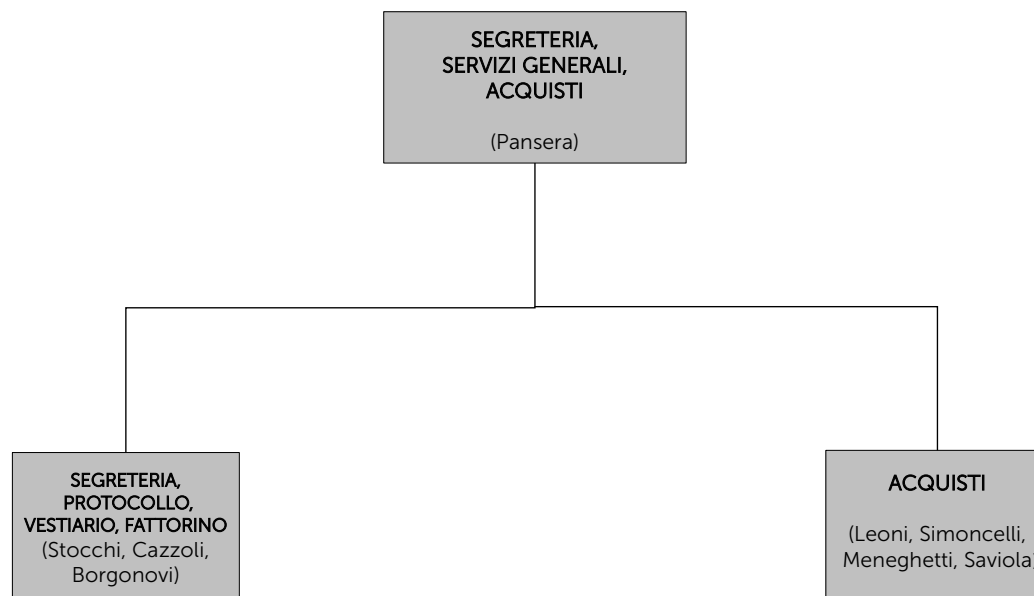 SEGRETERIA,
SERVIZI GENERALI,
ACQUISTI
(Pansera)
SEGRETERIA,
PROTOCOLLO,
VESTIARIO, FATTORINO
(Stocchi, Cazzoli,
Borgonovi)
ACQUISTI
(Leoni, Simoncelli,
Meneghetti, Saviola)